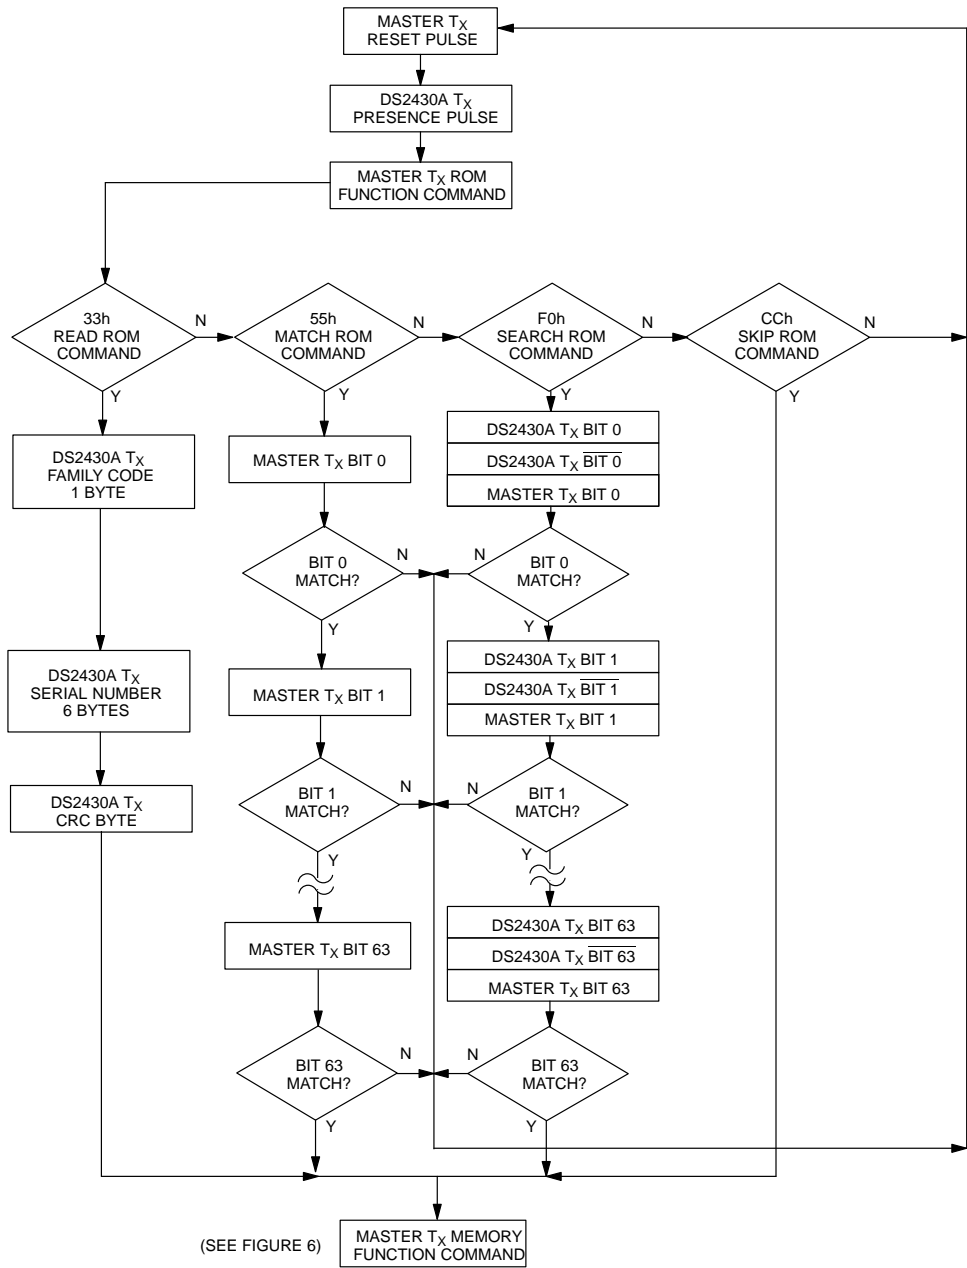 MASTER TX
RESET PULSE
DS2430A TX
PRESENCE PULSE
MASTER TX ROM
FUNCTION COMMAND
33h
READ ROM
COMMAND
N
Y
55h
MATCH ROM
COMMAND
N
Y
F0h
SEARCH ROM
COMMAND
N
Y
CCh
SKIP ROM
COMMAND
N
Y
DS2430A TX
FAMILY CODE
1 BYTE
MASTER TX BIT 0
DS2430A TX BIT 0
DS2430A TX BIT 0
MASTER TX BIT 0
BIT 0
MATCH?
N
Y
N
BIT 0
MATCH?
Y
DS2430A TX
SERIAL NUMBER
6 BYTES
MASTER TX BIT 1
DS2430A TX BIT 1
DS2430A TX BIT 1
MASTER TX BIT 1
DS2430A TX
CRC BYTE
BIT 1
MATCH?
N
Y
N
BIT 1
MATCH?
Y
MASTER TX BIT 63
DS2430A TX BIT 63
DS2430A TX BIT 63
MASTER TX BIT 63
BIT 63
MATCH?
N
Y
N
BIT 63
MATCH?
Y
(SEE FIGURE 6)
MASTER TX MEMORY
FUNCTION COMMAND